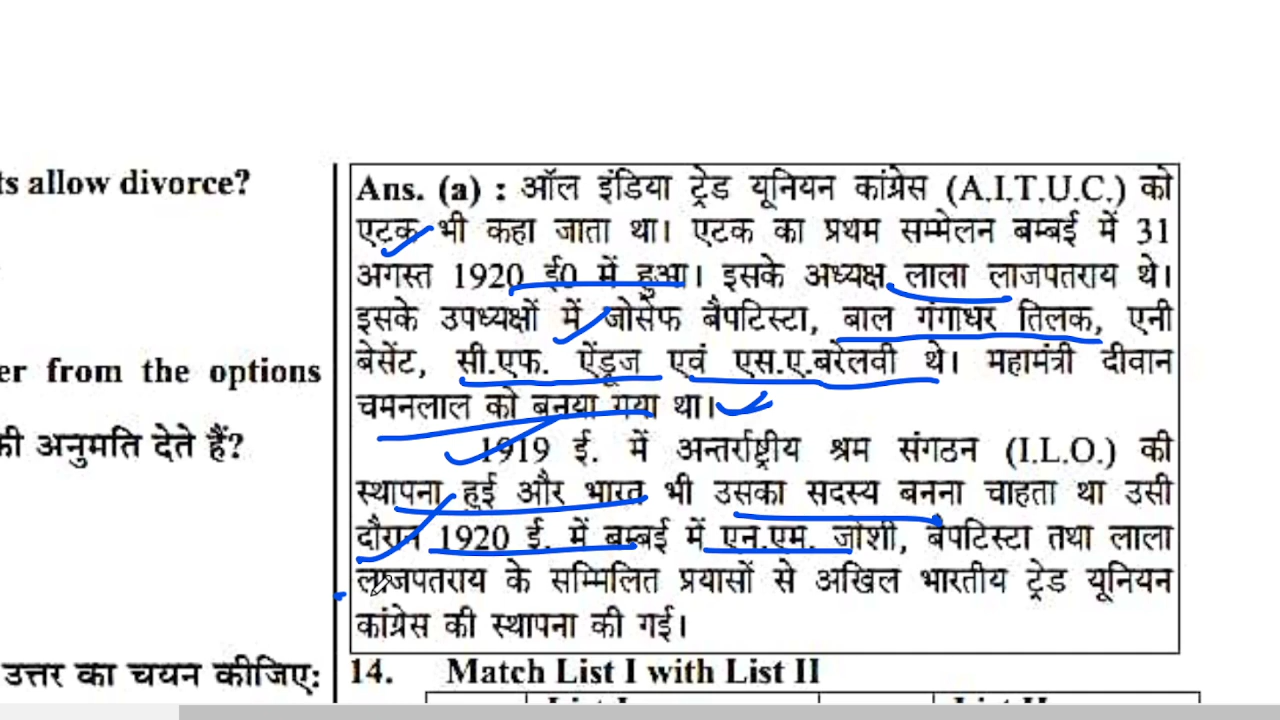 ts allow divorce?
er from the options
की अनुमति देते हैं?
उत्तर का चयन कीजिए:
Ans. (a) : ऑल इंडिया ट्रेड यूनियन कांग्रेस (A.I.T.U.C.) को
एटक भी कहा जाता था। एटक का प्रथम सम्मेलन बम्बई में 31
अगस्त 1920 ई0 में हुआ। इसके अध्यक्ष लाला लाजपतराय थे।
इसके उपध्यक्षों में जोसेफ बैपटिस्टा, बाल गंगाधर तिलक, एनी
बेसेंट, सी.एफ. ऐंड्रूज एवं एस.ए.बरेलवी थे। महामंत्री दीवान
चमनलाल को बनया गया था।
1919 ई. में अन्तर्राष्ट्रीय श्रम संगठन (I.L.O.) की
स्थापना हुई और भारत भी उसका सदस्य बनना चाहता था उसी
दौरान 1920 ई. में बम्बई में एन.एम. जोशी, बैपटिस्टा तथा लाला
लाजपतराय के सम्मिलित प्रयासों से अखिल भारतीय ट्रेड यूनियन
कांग्रेस की स्थापना की गई।
14. Match List I with List II